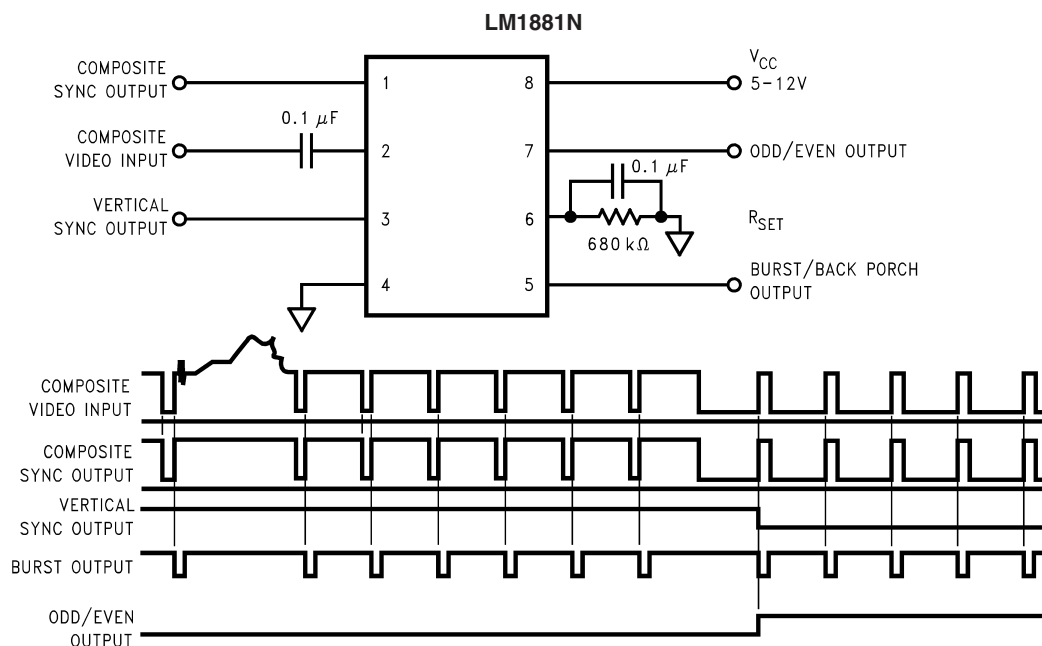 LM1881N
COMPOSITE
SYNC OUTPUT
1
8
V_CC
5-12V
0.1 μF
COMPOSITE
VIDEO INPUT
2
7
ODD/EVEN OUTPUT
0.1 μF
VERTICAL
SYNC OUTPUT
3
6
R_SET
680 kΩ
4
5
BURST/BACK PORCH
OUTPUT
COMPOSITE
VIDEO INPUT
COMPOSITE
SYNC OUTPUT
VERTICAL
SYNC OUTPUT
BURST OUTPUT
ODD/EVEN
OUTPUT